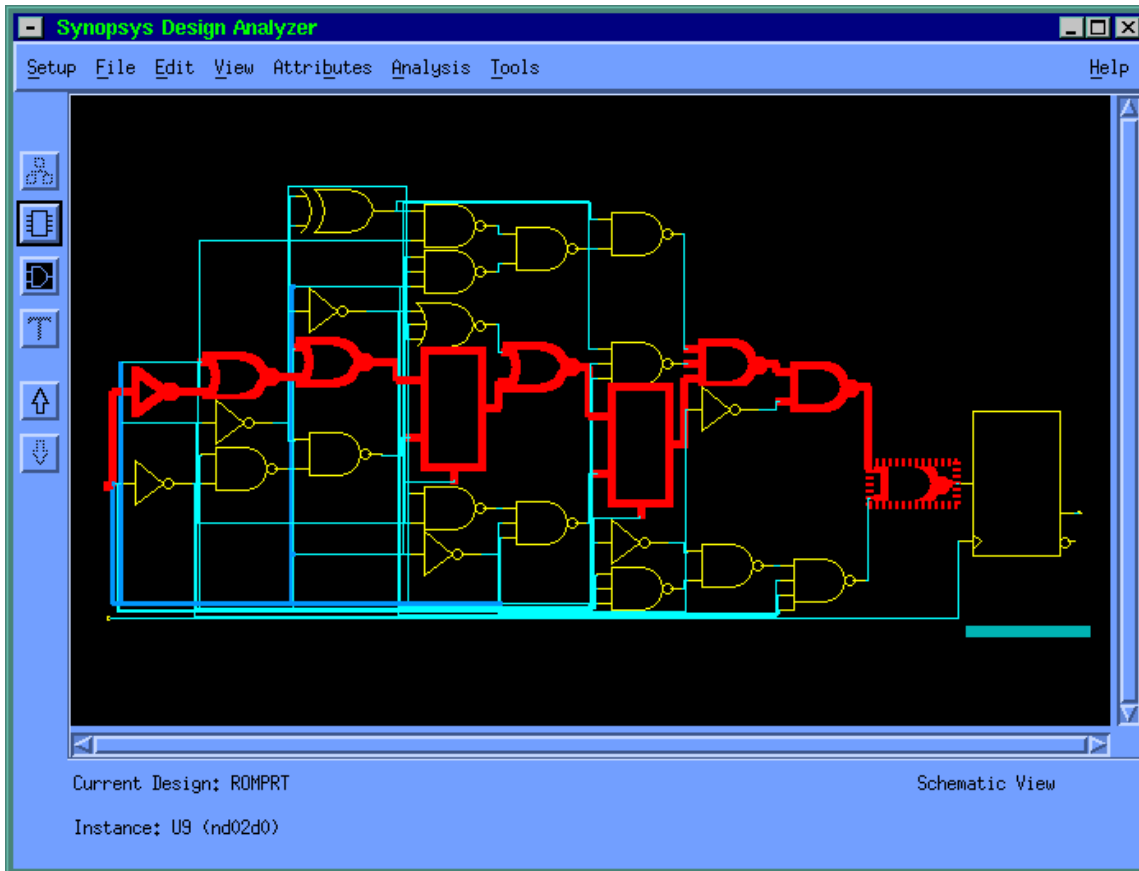 Synopsys Design Analyzer
Setup File Edit View Attributes Analysis Tools Help
Current Design: ROMPRT Schematic View
Instance: U9 (nd02d0)